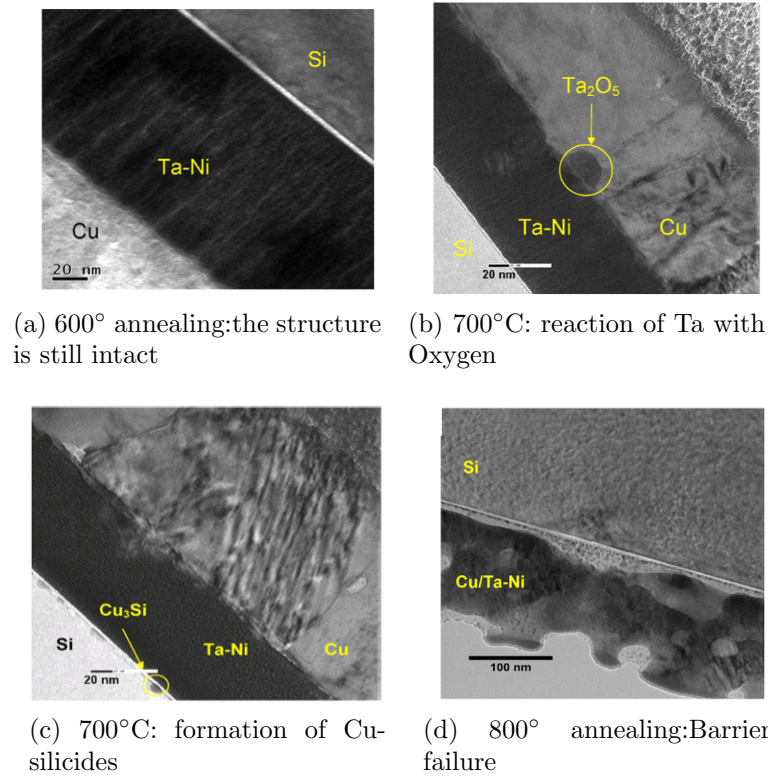 Si
Ta-Ni
Cu
20 nm
(a) 600° annealing:the structure
is still intact
Ta₂O₅
Ta-Ni
Cu
Si
20 nm
(b) 700°C: reaction of Ta with
Oxygen
Cu₃Si
Si
Ta-Ni
Cu
20 nm
(c) 700°C: formation of Cu-
silicides
Si
Cu/Ta-Ni
100 nm
(d) 800° annealing:Barrier
failure